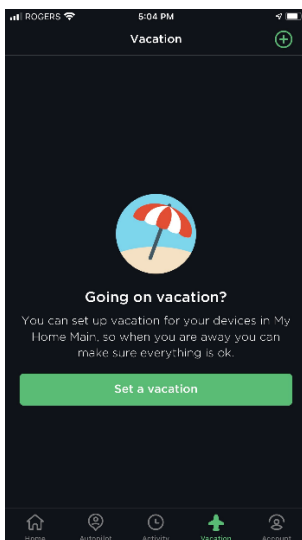 ROGERS 5:04 PM
Vacation
Going on vacation?
You can set up vacation for your devices in My
Home Main, so when you are away you can
make sure everything is ok.
Set a vacation
Home Autopilot Activity Vacation Account